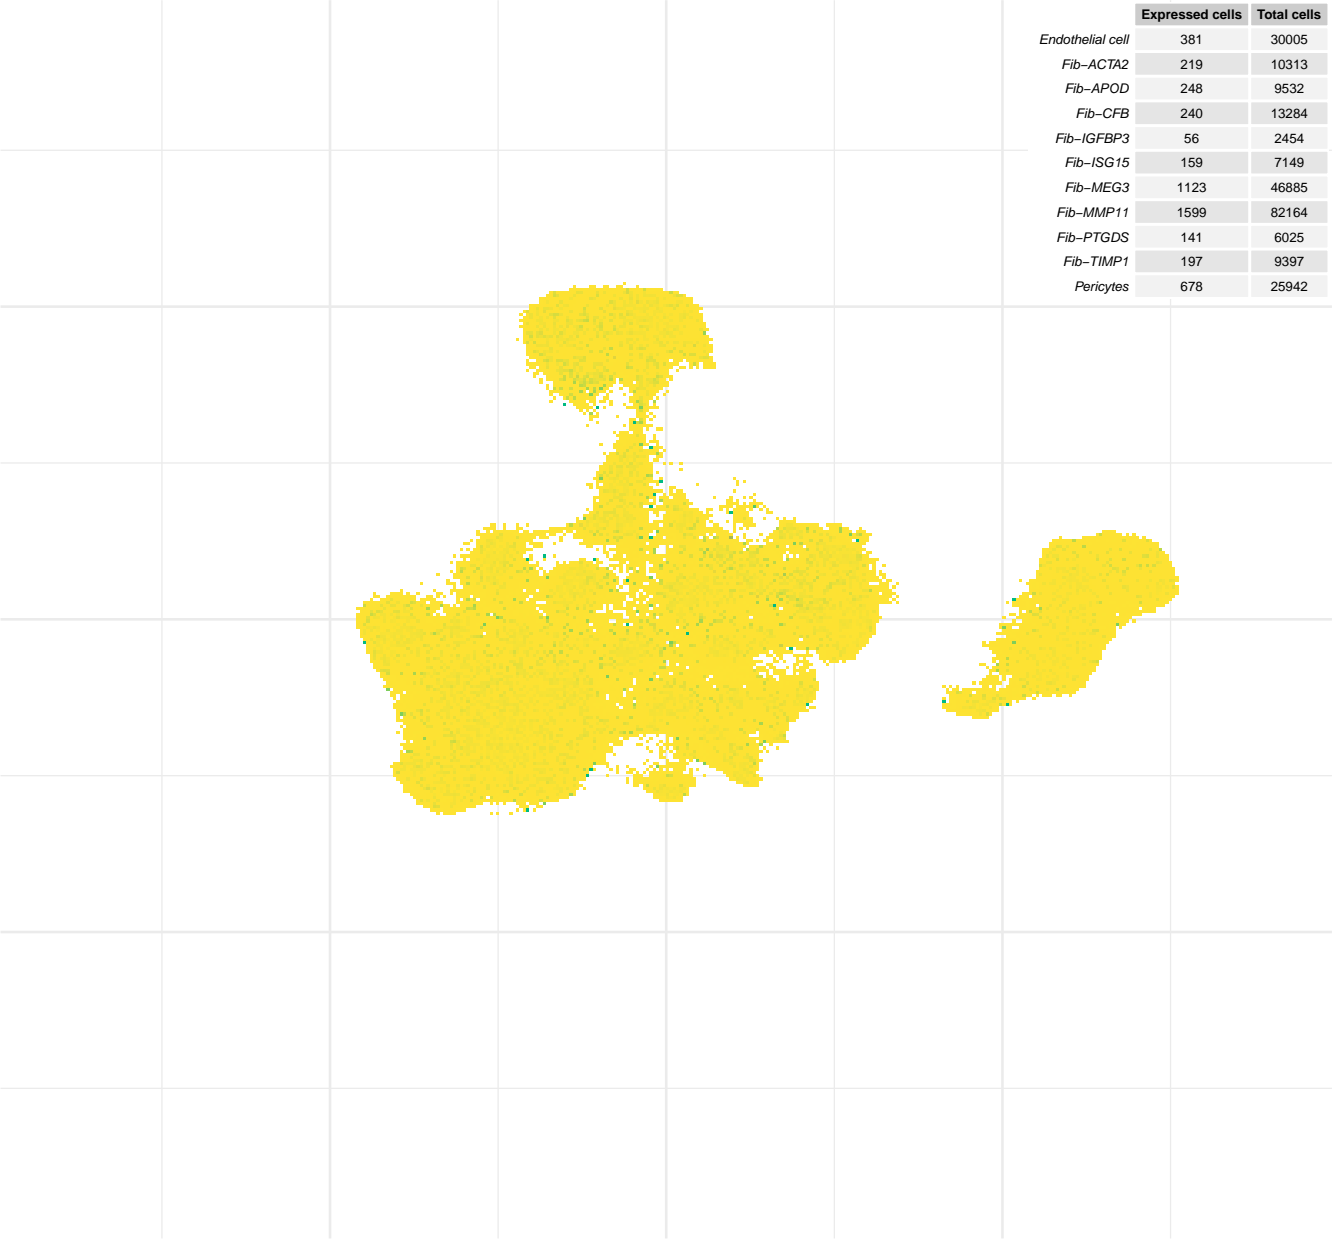 Expressed cells Total cells
Endothelial cell 381 30005
Fib−ACTA2 219 10313
Fib−APOD 248 9532
Fib−CFB 240 13284
Fib−IGFBP3 56 2454
Fib−ISG15 159 7149
Fib−MEG3 1123 46885
Fib−MMP11 1599 82164
Fib−PTGDS 141 6025
Fib−TIMP1 197 9397
Pericytes 678 25942